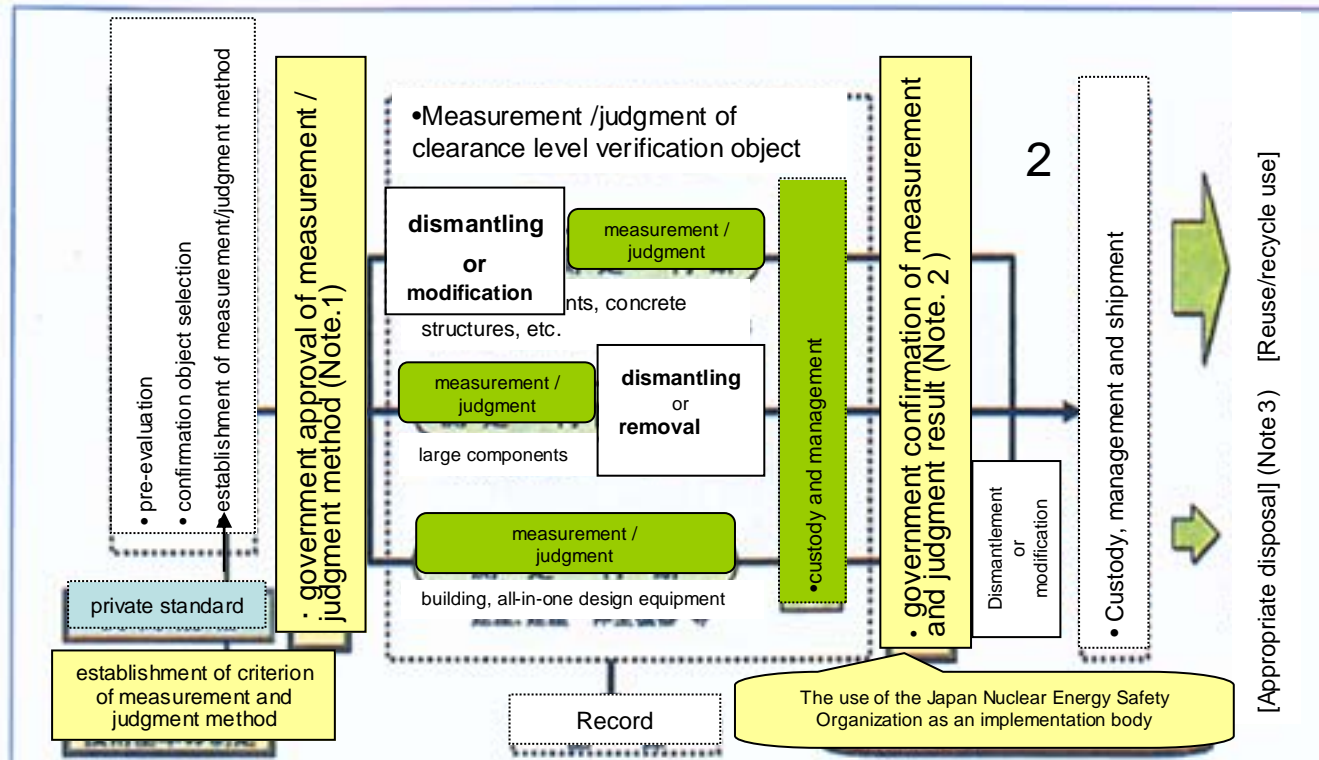 • pre-evaluation
• confirmation object selection
• establishment of measurement/judgment method
private standard
establishment of criterion
of measurement and
judgment method
• government approval of measurement /
judgment method (Note.1)
•Measurement /judgment of
clearance level verification object
dismantling
or
modification
measurement /
judgment
nts, concrete
structures, etc.
measurement /
judgment
dismantling
or
removal
large components
measurement /
judgment
building, all-in-one design equipment
•custody and management
Record
• government confirmation of measurement
and judgment result (Note. 2 )
The use of the Japan Nuclear Energy Safety
Organization as an implementation body
2
Dismantlement
or
modification
• Custody, management and shipment
[Reuse/recycle use]
[Appropriate disposal] (Note 3 )